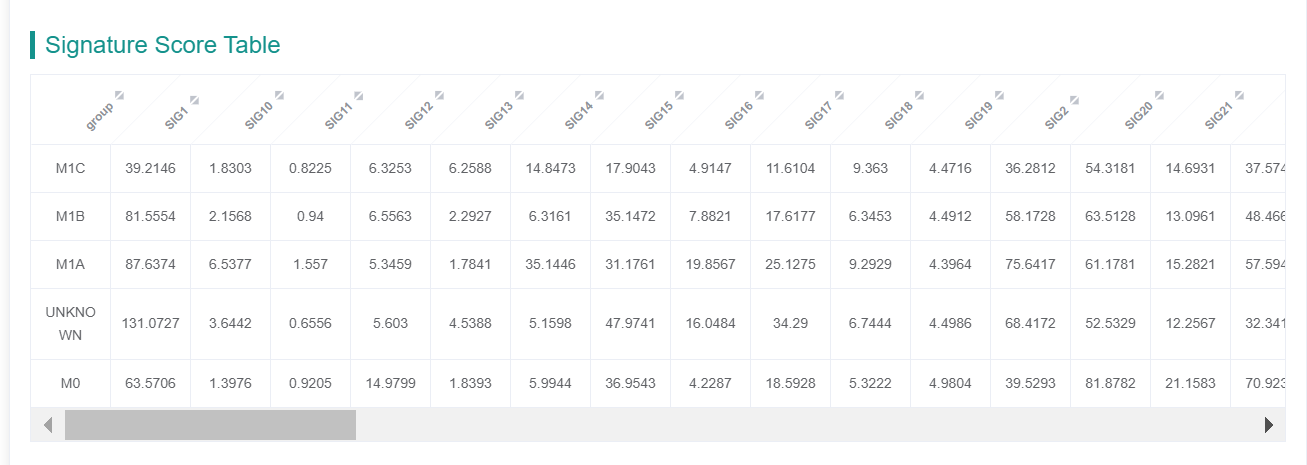 Signature Score Table
group SIG1 SIG10 SIG11 SIG12 SIG13 SIG14 SIG15 SIG16 SIG17 SIG18 SIG19 SIG2 SIG20 SIG21
M1C 39.2146 1.8303 0.8225 6.3253 6.2588 14.8473 17.9043 4.9147 11.6104 9.363 4.4716 36.2812 54.3181 14.6931 37.574
M1B 81.5554 2.1568 0.94 6.5563 2.2927 6.3161 35.1472 7.8821 17.6177 6.3453 4.4912 58.1728 63.5128 13.0961 48.466
M1A 87.6374 6.5377 1.557 5.3459 1.7841 35.1446 31.1761 19.8567 25.1275 9.2929 4.3964 75.6417 61.1781 15.2821 57.594
UNKNO
WN 131.0727 3.6442 0.6556 5.603 4.5388 5.1598 47.9741 16.0484 34.29 6.7444 4.4986 68.4172 52.5329 12.2567 32.341
M0 63.5706 1.3976 0.9205 14.9799 1.8393 5.9944 36.9543 4.2287 18.5928 5.3222 4.9804 39.5293 81.8782 21.1583 70.923